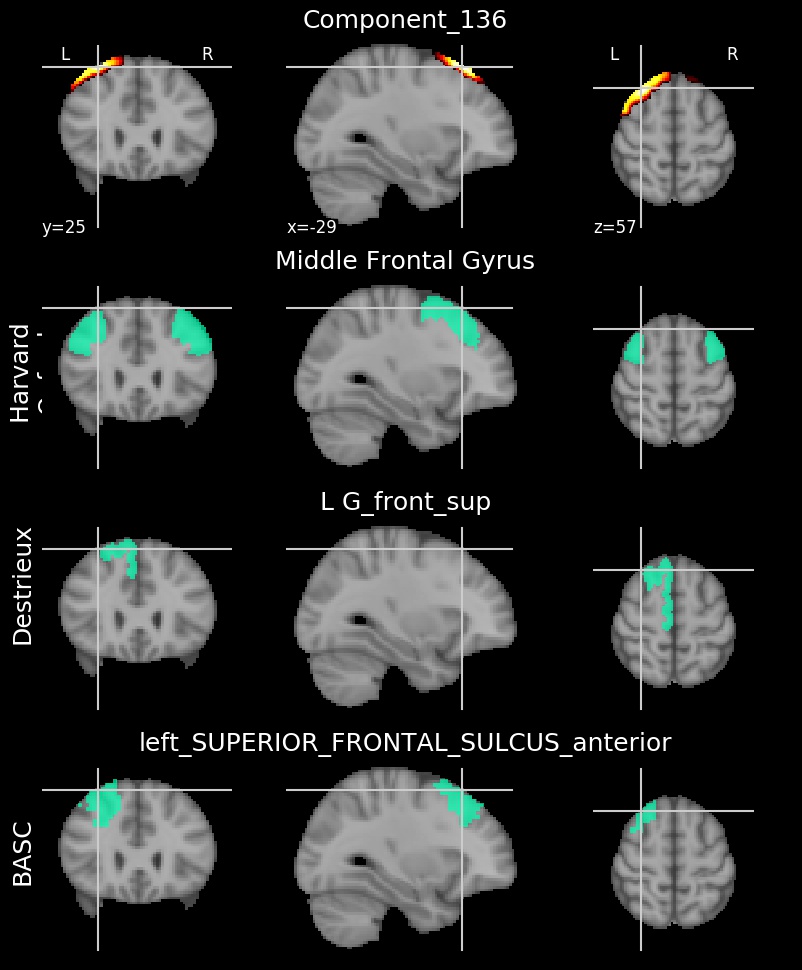 Component_136
L R L R
y=25 x=-29 z=57
Middle Frontal Gyrus
Harvard
L G_front_sup
Destrieux
left_SUPERIOR_FRONTAL_SULCUS_anterior
BASC